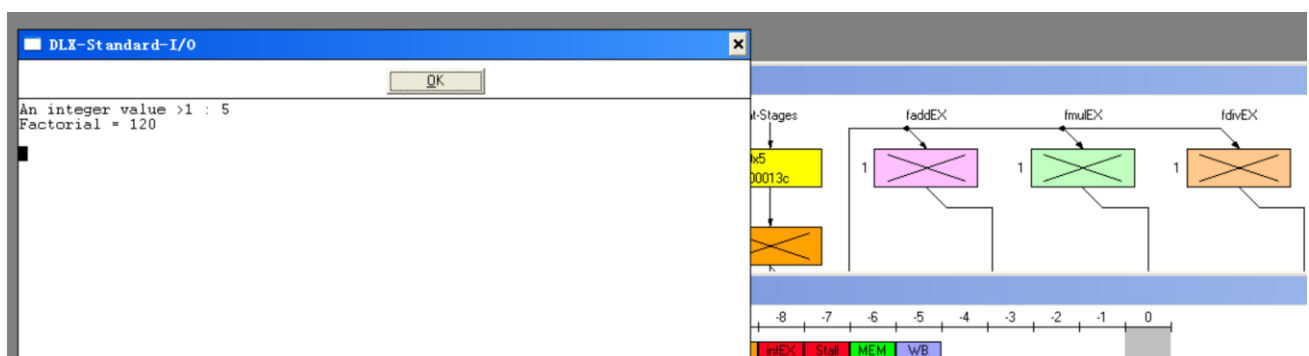 DLX-Standard-I/O
OK
An integer value >1 : 5
Factorial = 120
t-Stages
faddEX
fmulEX
fdivEX
x5
00013c
1
1
1
-8 -7 -6 -5 -4 -3 -2 -1 0
intEX Stall MEM WB